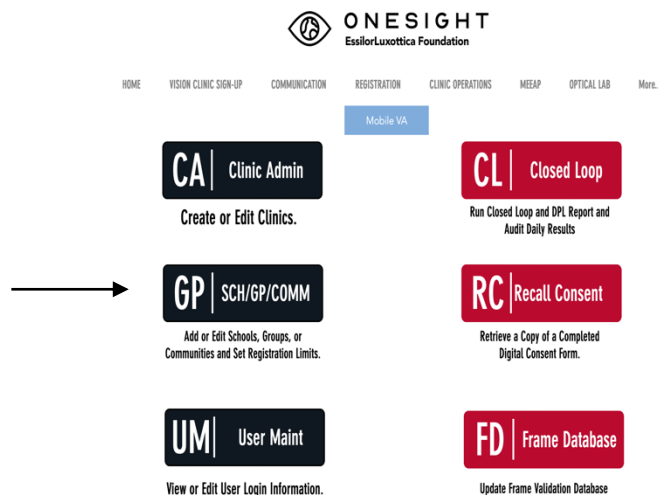 ONESIGHT
EssilorLuxottica Foundation
HOME VISION CLINIC SIGN-UP COMMUNICATION REGISTRATION CLINIC OPERATIONS MEEAP OPTICAL LAB More.
Mobile VA
CA Clinic Admin
Create or Edit Clinics.
CL Closed Loop
Run Closed Loop and DPL Report and
Audit Daily Results
GP SCH/GP/COMM
Add or Edit Schools, Groups, or
Communities and Set Registration Limits.
RC Recall Consent
Retrieve a Copy of a Completed
Digital Consent Form.
UM User Maint
View or Edit User Login Information.
FD Frame Database
Update Frame Validation Database